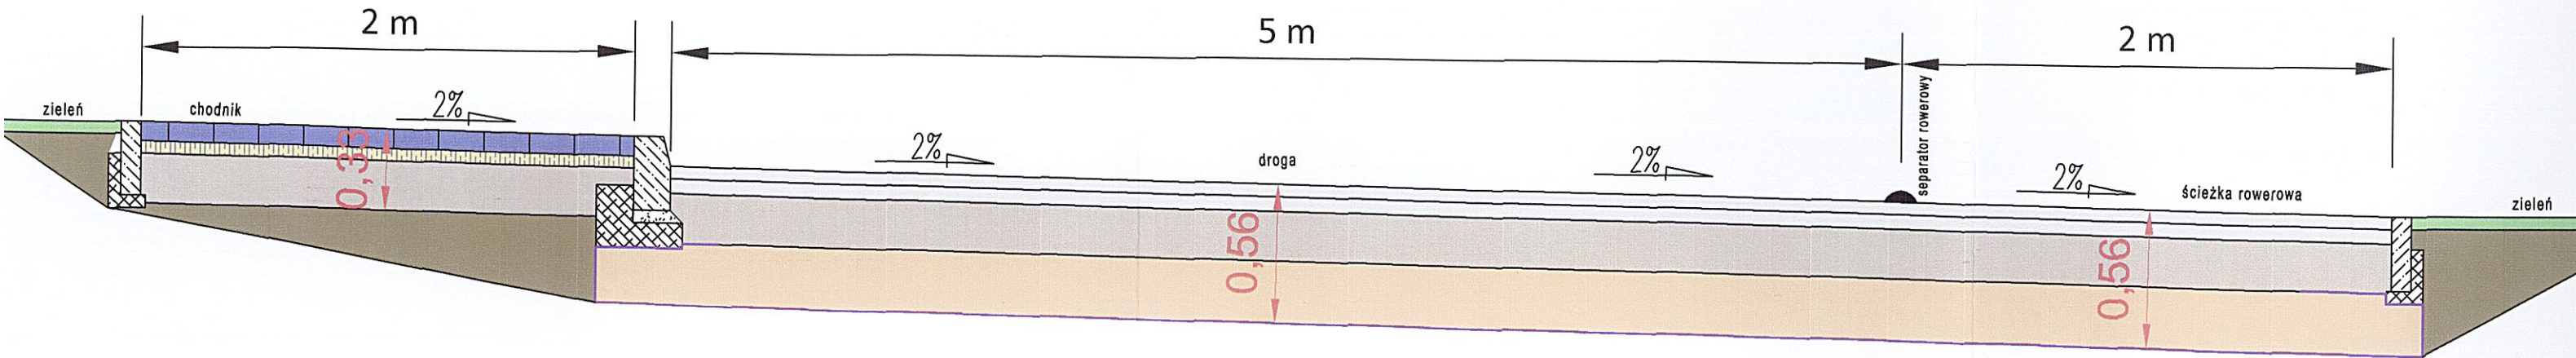 2 m
5 m
2 m
zieleń
chodnik
2%
0,33
2%
droga
2%
separator rowerowy
2%
ścieżka rowerowa
zieleń
0,56
0,56